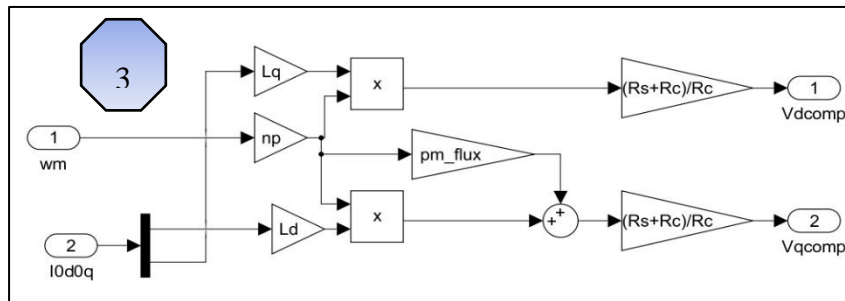 3
Lq
x
(Rs+Rc)/Rc
1
Vdcomp
1
wm
np
pm_flux
Ld
x
+
+
(Rs+Rc)/Rc
2
Vqcomp
2
I0d0q